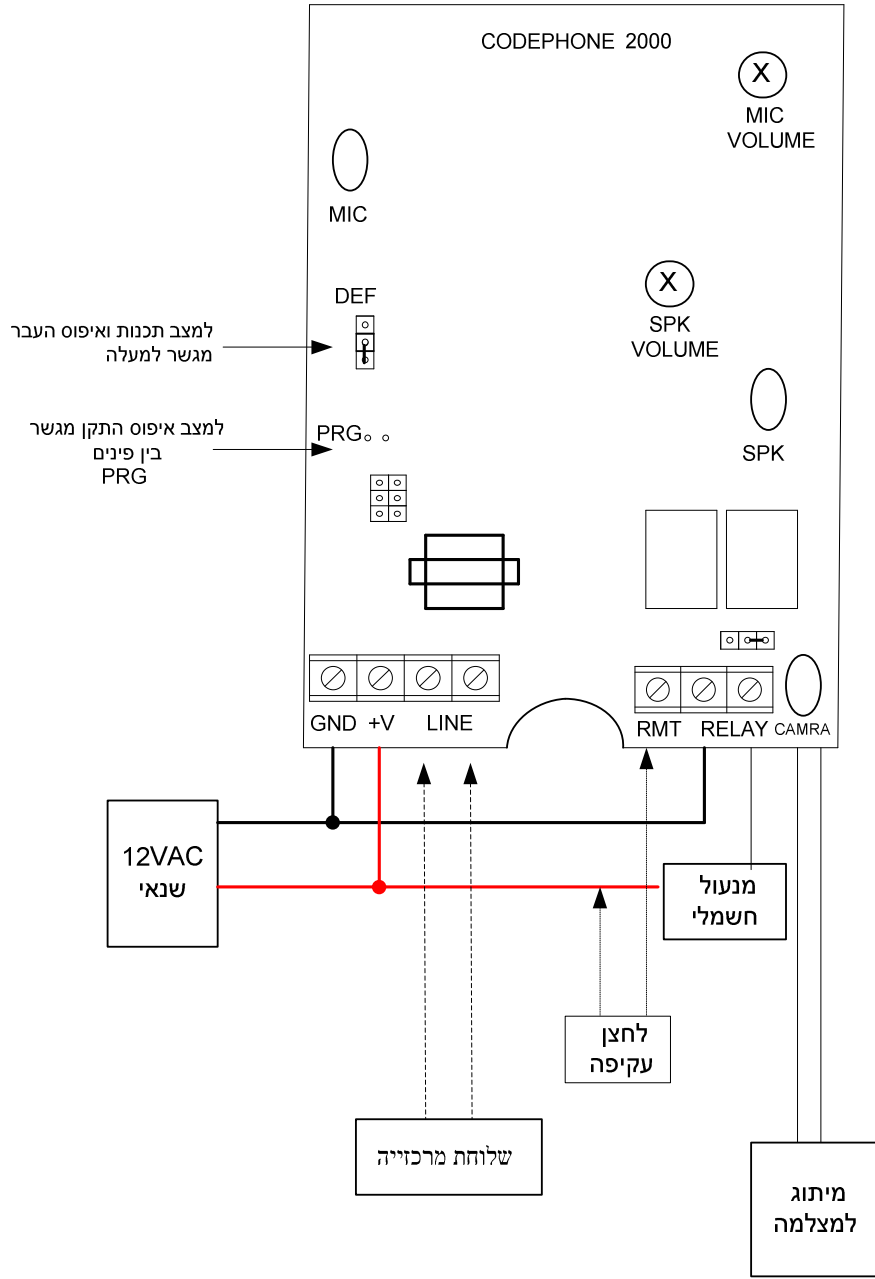 CODEPHONE 2000
X
MIC
VOLUME
MIC
X
SPK
VOLUME
DEF
למצב תכנות ואיפוס העבר
מגשר למעלה
PRG
למצב איפוס התקן מגשר
בין פינים
PRG
SPK
GND +V LINE
RMT RELAY CAMRA
12VAC
שנאי
מנעול
חשמלי
לחצן
עקיפה
שלוחת מרכזייה
מיתוג
למצלמה